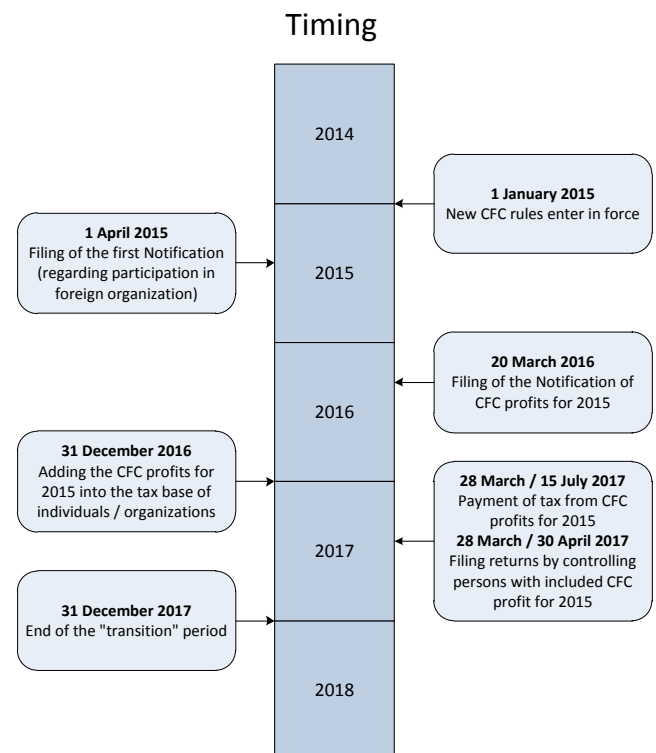 Timing
2014
1 January 2015
New CFC rules enter in force
1 April 2015
Filing of the first Notification
(regarding participation in
foreign organization)
2015
20 March 2016
Filing of the Notification of
CFC profits for 2015
2016
31 December 2016
Adding the CFC profits for
2015 into the tax base of
individuals / organizations
28 March / 15 July 2017
Payment of tax from CFC
profits for 2015
28 March / 30 April 2017
Filing returns by controlling
persons with included CFC
profit for 2015
2017
31 December 2017
End of the "transition" period
2018